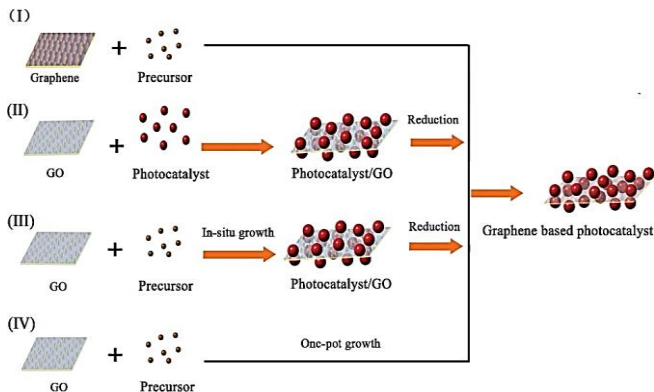 (I)
+
Graphene
Precursor
(II)
+
Reduction
GO
Photocatalyst
Photocatalyst/GO
(III)
+
In-situ growth
Reduction
Graphene based photocatalyst
GO
Precursor
Photocatalyst/GO
(IV)
+
One-pot growth
GO
Precursor